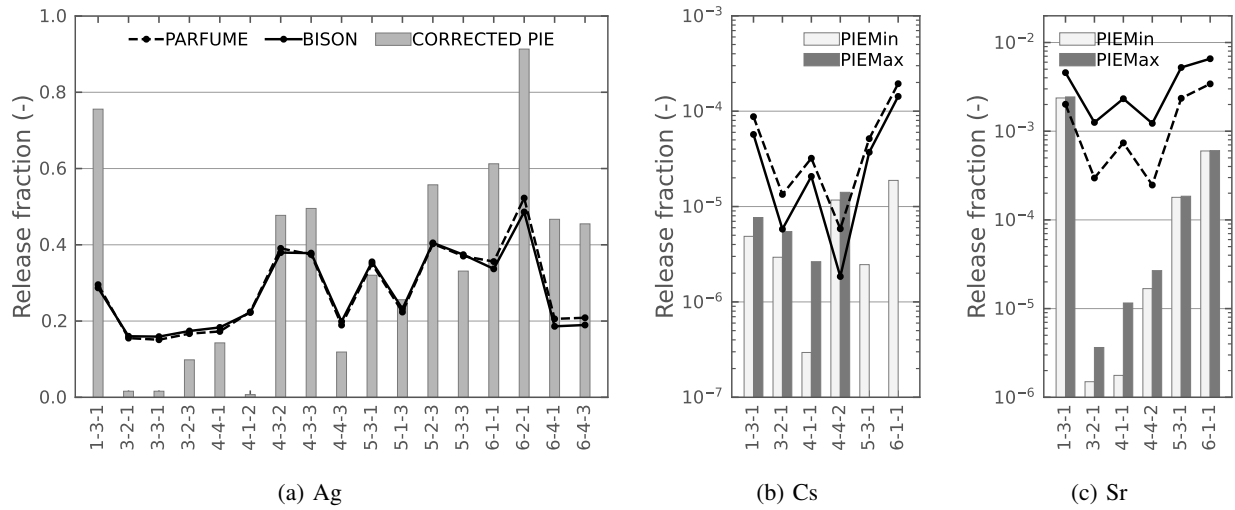 PARFUME BISON CORRECTED PIE
Release fraction (-)
1.0
0.8
0.6
0.4
0.2
0.0
1-3-1 3-2-1 3-3-1 3-2-3 4-4-1 4-1-2 4-3-2 4-3-3 4-4-3 5-3-1 5-1-3 5-2-3 5-3-3 6-1-1 6-2-1 6-4-1 6-4-3
(a) Ag
PIEMin
PIEMax
Release fraction (-)
10⁻³
10⁻⁴
10⁻⁵
10⁻⁶
10⁻⁷
1-3-1 3-2-1 4-1-1 4-4-2 5-3-1 6-1-1
(b) Cs
PIEMin
PIEMax
Release fraction (-)
10⁻²
10⁻³
10⁻⁴
10⁻⁵
10⁻⁶
1-3-1 3-2-1 4-1-1 4-4-2 5-3-1 6-1-1
(c) Sr